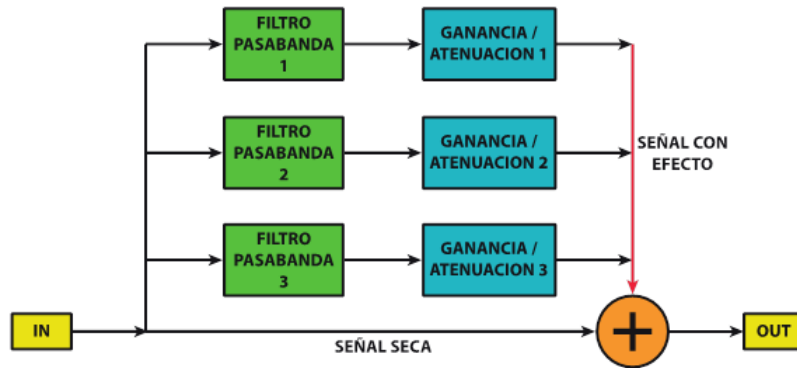 FILTRO
PASABANDA
1
GANANCIA /
ATENUACION 1
FILTRO
PASABANDA
2
GANANCIA /
ATENUACION 2
SEÑAL CON
EFECTO
FILTRO
PASABANDA
3
GANANCIA /
ATENUACION 3
IN
SEÑAL SECA
+
OUT